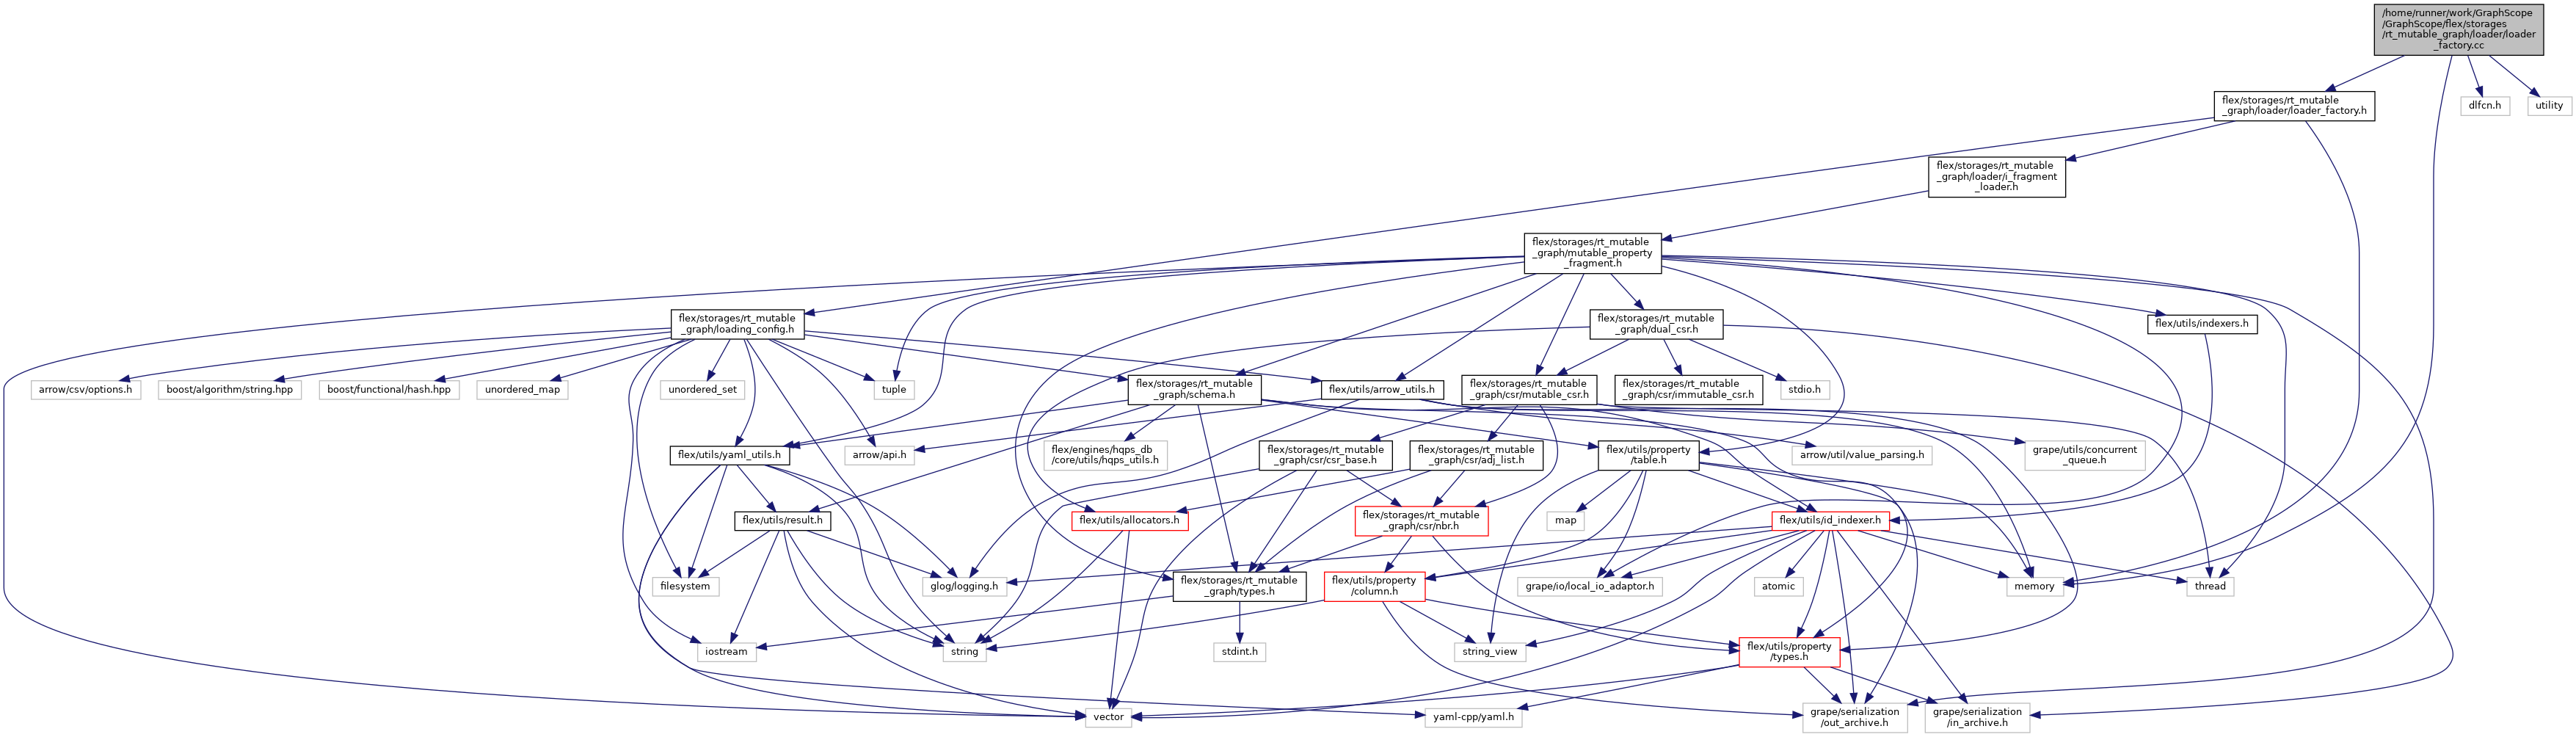 /home/runner/work/GraphScope
/GraphScope/flex/storages
/rt_mutable_graph/loader/loader
_factory.cc
flex/storages/rt_mutable
_graph/loader/loader_factory.h
dlfcn.h
utility
flex/storages/rt_mutable
_graph/loader/i_fragment
_loader.h
flex/storages/rt_mutable
_graph/mutable_property
_fragment.h
flex/storages/rt_mutable
_graph/loading_config.h
flex/storages/rt_mutable
_graph/dual_csr.h
flex/utils/indexers.h
arrow/csv/options.h
boost/algorithm/string.hpp
boost/functional/hash.hpp
unordered_map
unordered_set
tuple
flex/storages/rt_mutable
_graph/schema.h
flex/utils/arrow_utils.h
flex/storages/rt_mutable
_graph/csr/mutable_csr.h
flex/storages/rt_mutable
_graph/csr/immutable_csr.h
stdio.h
flex/utils/yaml_utils.h
arrow/api.h
flex/engines/hqps_db
/core/utils/hqps_utils.h
flex/storages/rt_mutable
_graph/csr/csr_base.h
flex/storages/rt_mutable
_graph/csr/adj_list.h
flex/utils/property
/table.h
arrow/util/value_parsing.h
grape/utils/concurrent
_queue.h
flex/utils/result.h
flex/utils/allocators.h
flex/storages/rt_mutable
_graph/csr/nbr.h
map
flex/utils/id_indexer.h
filesystem
glog/logging.h
flex/storages/rt_mutable
_graph/types.h
flex/utils/property
/column.h
grape/io/local_io_adaptor.h
atomic
memory
thread
iostream
string
stdint.h
string_view
flex/utils/property
/types.h
vector
yaml-cpp/yaml.h
grape/serialization
/out_archive.h
grape/serialization
/in_archive.h